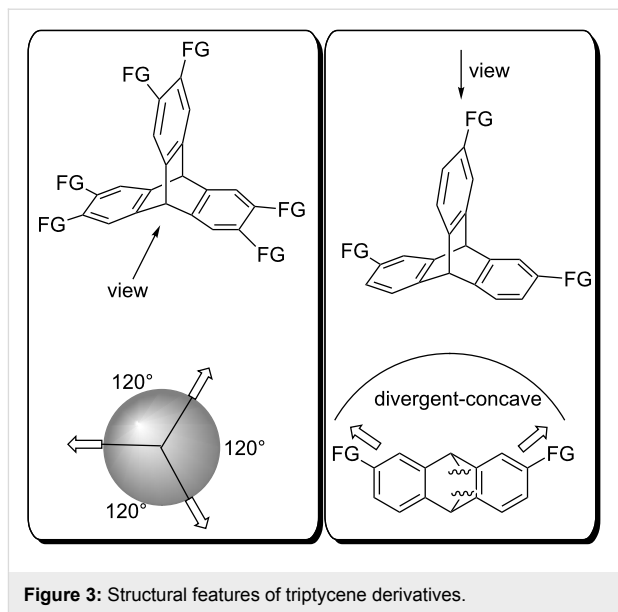 FG
FG
FG
FG
FG
FG
view
120°
120°
120°
view
FG
FG
FG
divergent-concave
FG
FG
Figure 3: Structural features of triptycene derivatives.